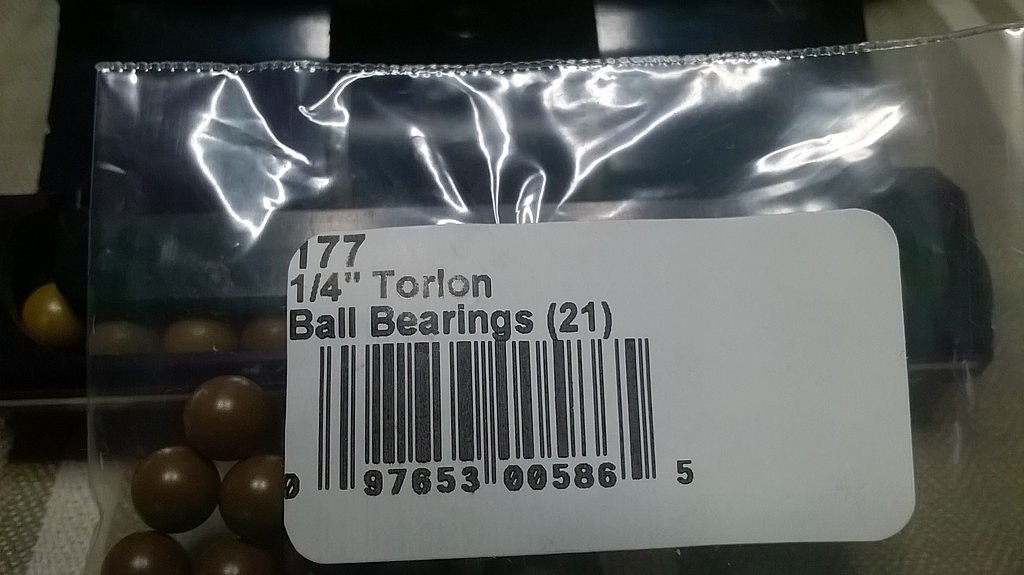 177
1/4" Torlon
Ball Bearings (21)
0 97653 00586 5